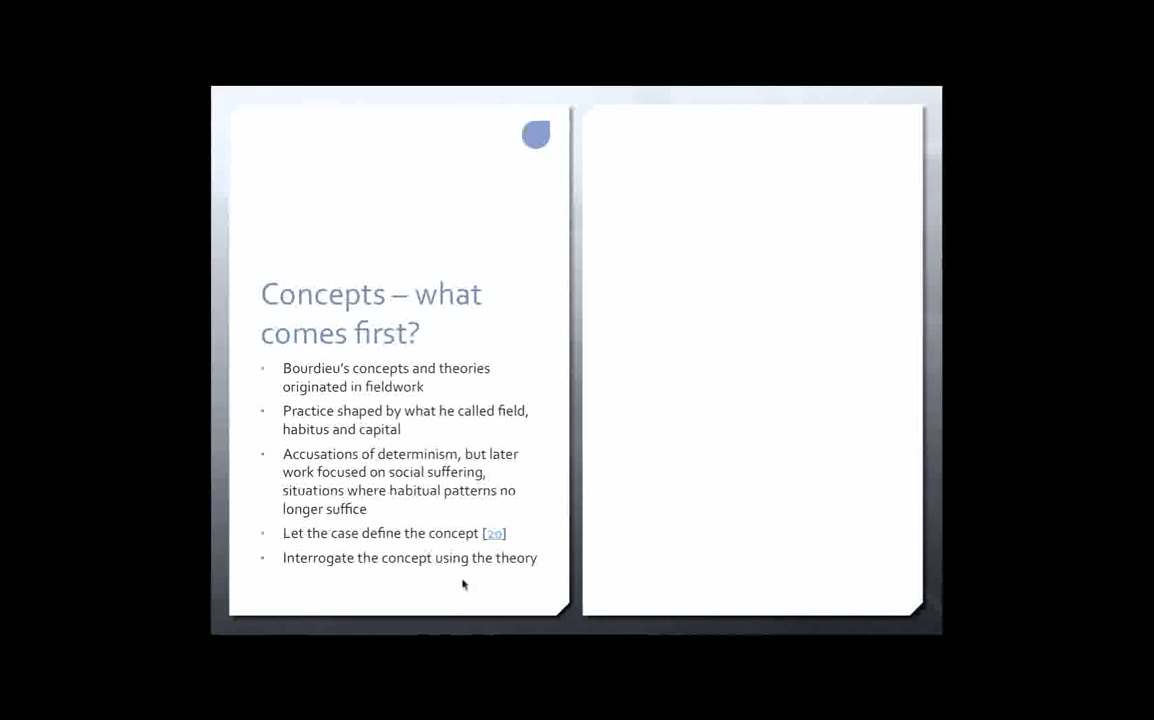 Concepts – what
comes first?
• Bourdieu's concepts and theories
originated in fieldwork
• Practice shaped by what he called field,
habitus and capital
• Accusations of determinism, but later
work focused on social suffering,
situations where habitual patterns no
longer suffice
• Let the case define the concept [20]
• Interrogate the concept using the theory